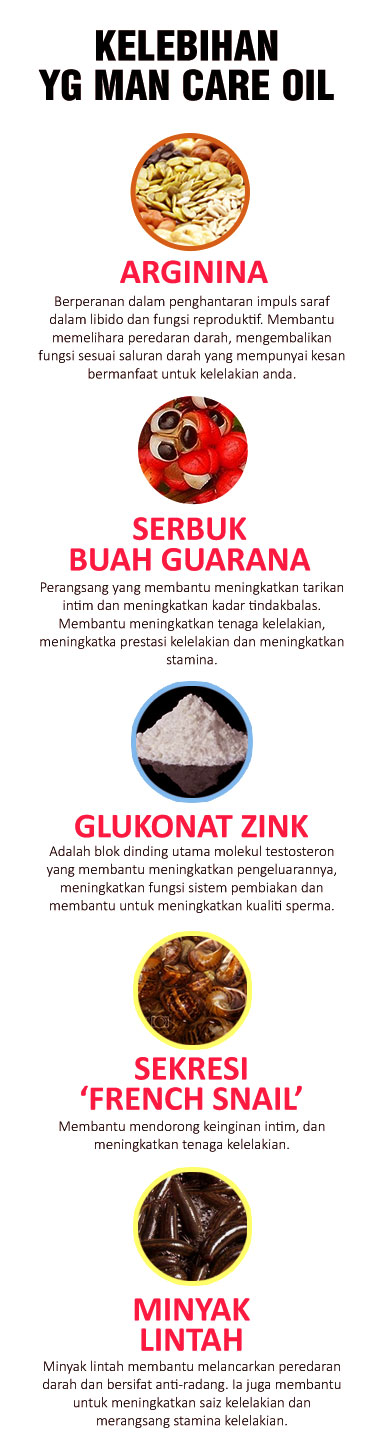 KELEBIHAN
YG MAN CARE OIL
ARGININA
Berperanan dalam penghantaran impuls saraf
dalam libido dan fungsi reproduktif. Membantu
memelihara peredaran darah, mengembalikan
fungsi sesuai saluran darah yang mempunyai kesan
bermanfaat untuk kelelakian anda.
SERBUK
BUAH GUARANA
Perangsang yang membantu meningkatkan tarikan
intim dan meningkatkan kadar tindakbalas.
Membantu meningkatkan tenaga kelelakian,
meningkatka prestasi kelelakian dan meningkatkan
stamina.
GLUKONAT ZINK
Adalah blok dinding utama molekul testosteron
yang membantu meningkatkan pengeluarannya,
meningkatkan fungsi sistem pembiakan dan
membantu untuk meningkatkan kualiti sperma.
SEKRESI
‘FRENCH SNAIL’
Membantu mendorong keinginan intim, dan
meningkatkan tenaga kelelakian.
MINYAK
LINTAH
Minyak lintah membantu melancarkan peredaran
darah dan bersifat anti-radang. Ia juga membantu
untuk meningkatkan saiz kelelakian dan
merangsang stamina kelelakian.